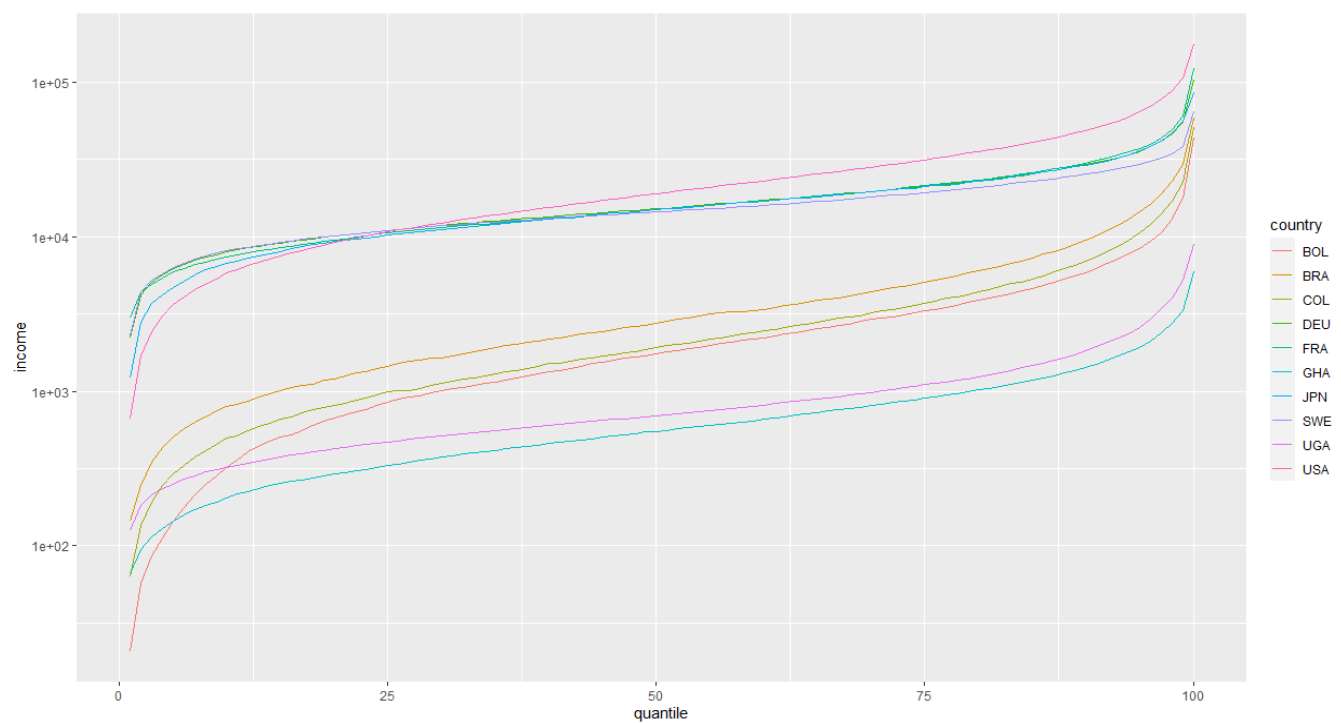 1e+05
1e+04
1e+03
1e+02
income
0
25
50
75
100
quantile
country
BOL
BRA
COL
DEU
FRA
GHA
JPN
SWE
UGA
USA